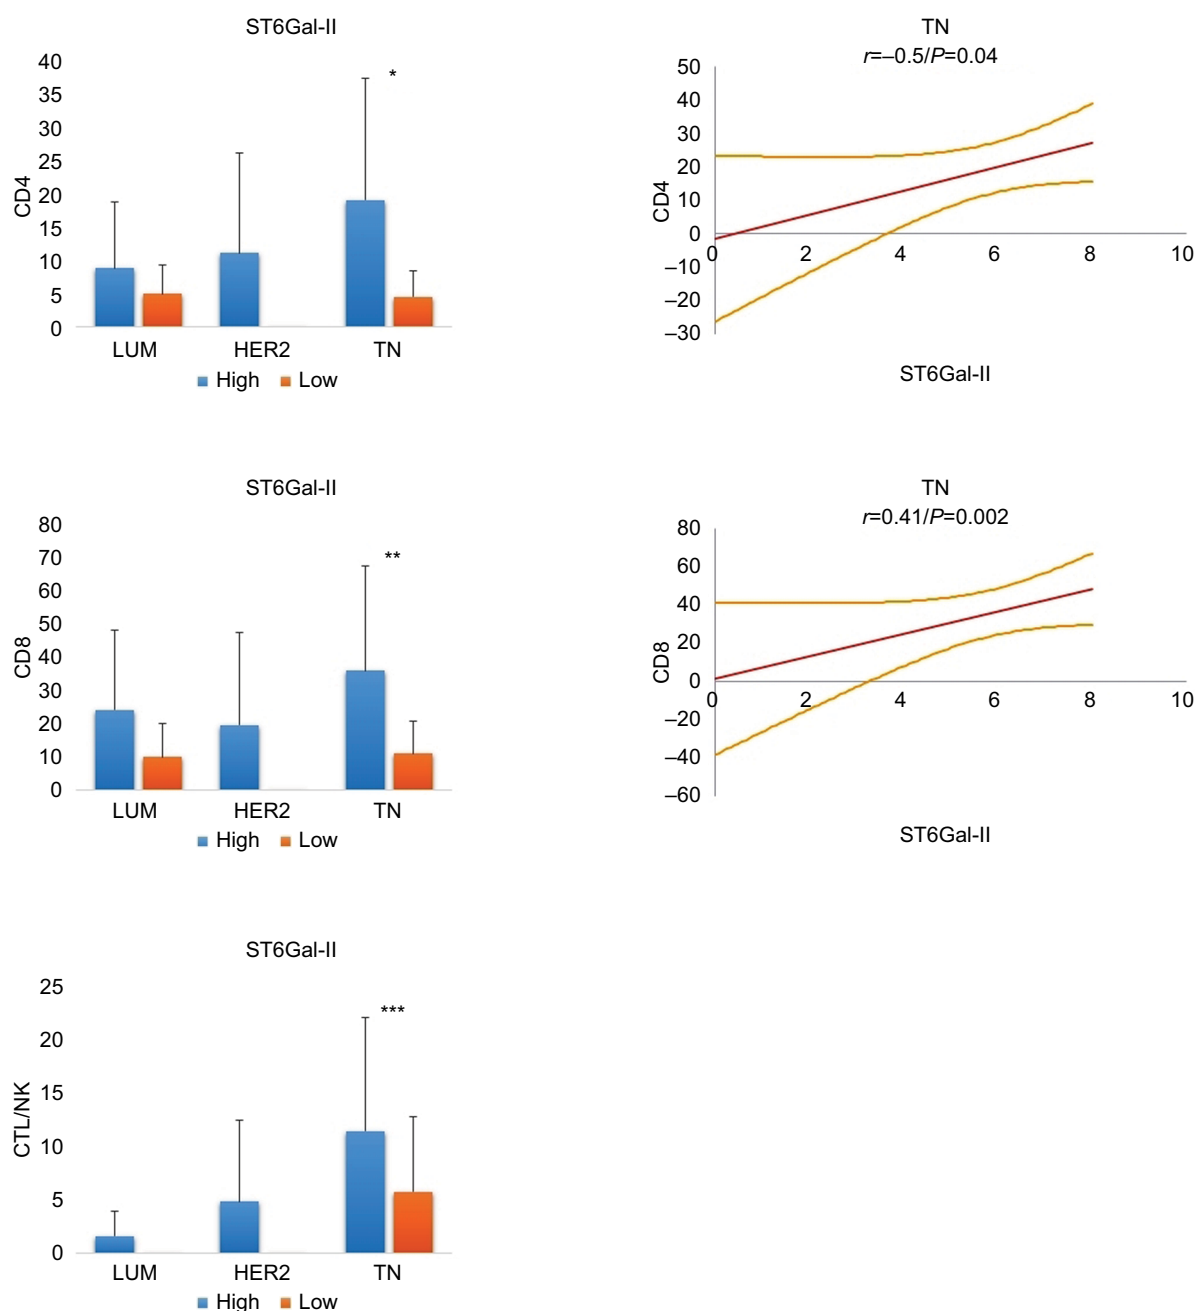 ST6Gal-II
40
35
30
25
20
15
10
5
0
CD4
*
LUM HER2 TN
High Low
TN
r=–0.5/P=0.04
50
40
30
20
10
0
–10
–20
–30
CD4
0 2 4 6 8 10
ST6Gal-II
ST6Gal-II
80
70
60
50
40
30
20
10
0
CD8
**
LUM HER2 TN
High Low
TN
r=0.41/P=0.002
80
60
40
20
0
–20
–40
–60
CD8
0 2 4 6 8 10
ST6Gal-II
ST6Gal-II
25
20
15
10
5
0
CTL/NK
***
LUM HER2 TN
High Low